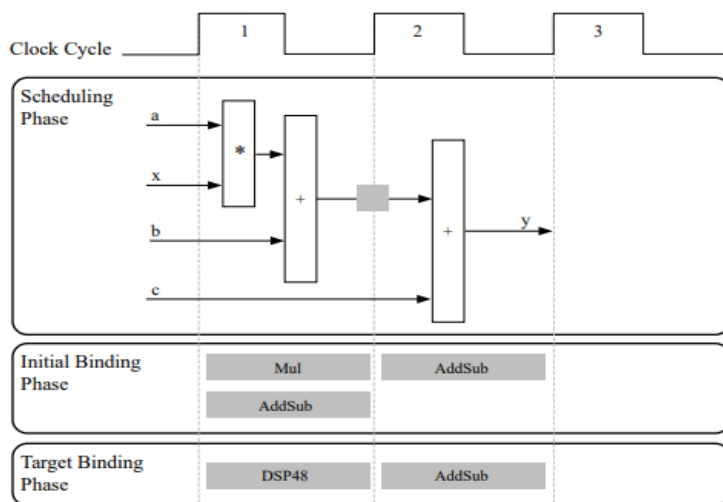 1
2
3
Clock Cycle
Scheduling
Phase
a
*
x
+
b
c
+
y
Initial Binding
Phase
Mul
AddSub
AddSub
Target Binding
Phase
DSP48
AddSub